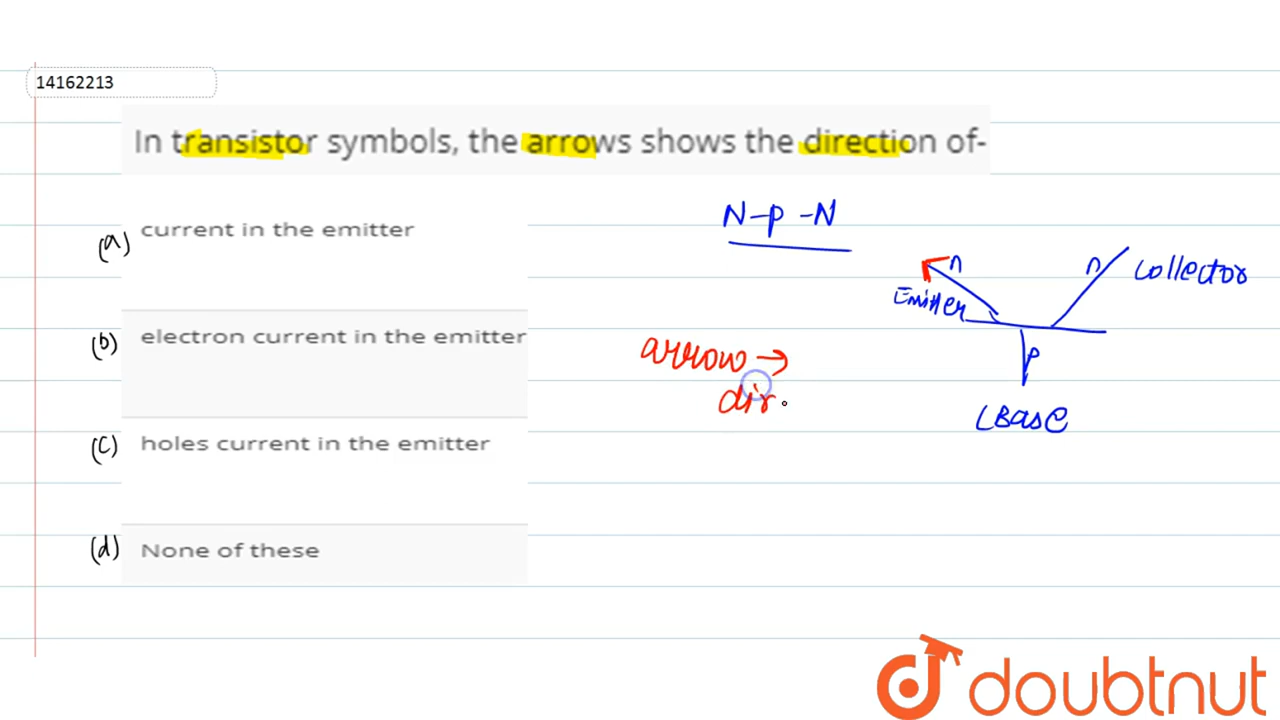 14162213
In transistor symbols, the arrows shows the direction of-
N-P-N
(a) current in the emitter
n
n
Collector
Emitter
(b) electron current in the emitter
arrow →
P
dir
Base
(c) holes current in the emitter
(d) None of these
doubtnut